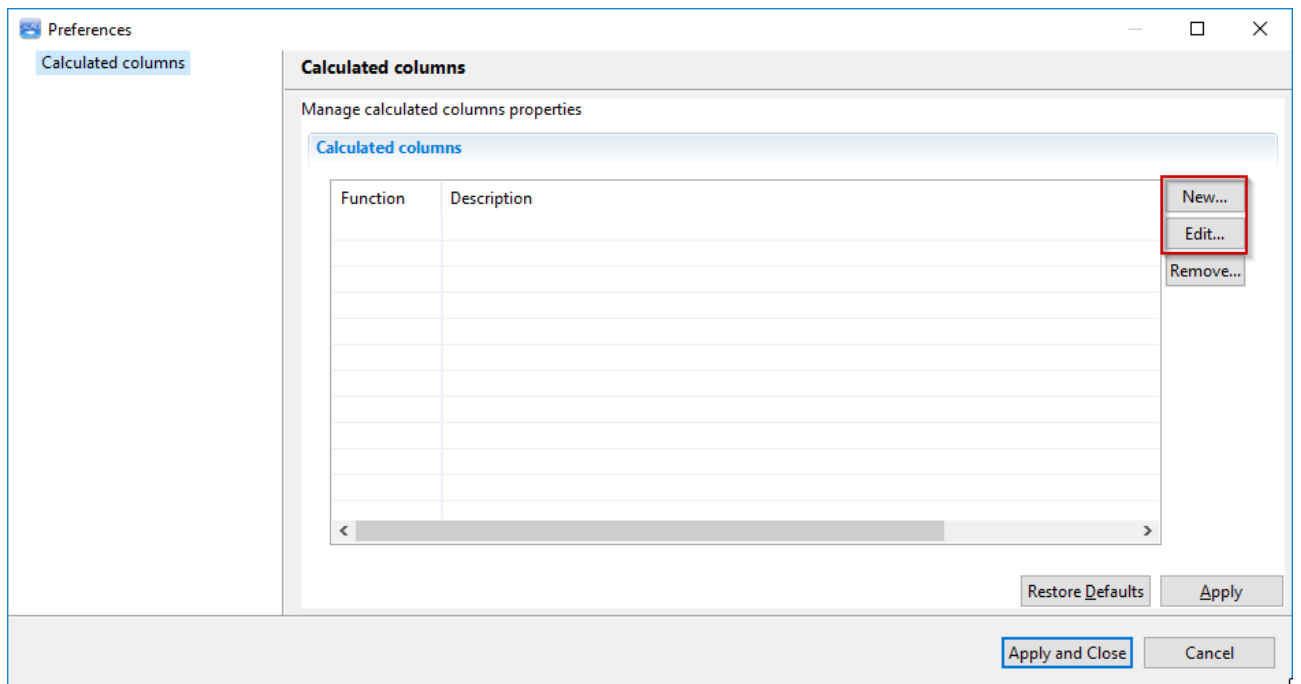 Preferences
Calculated columns
Calculated columns
Manage calculated columns properties
Calculated columns
Function Description
New...
Edit...
Remove...
Restore Defaults Apply
Apply and Close Cancel